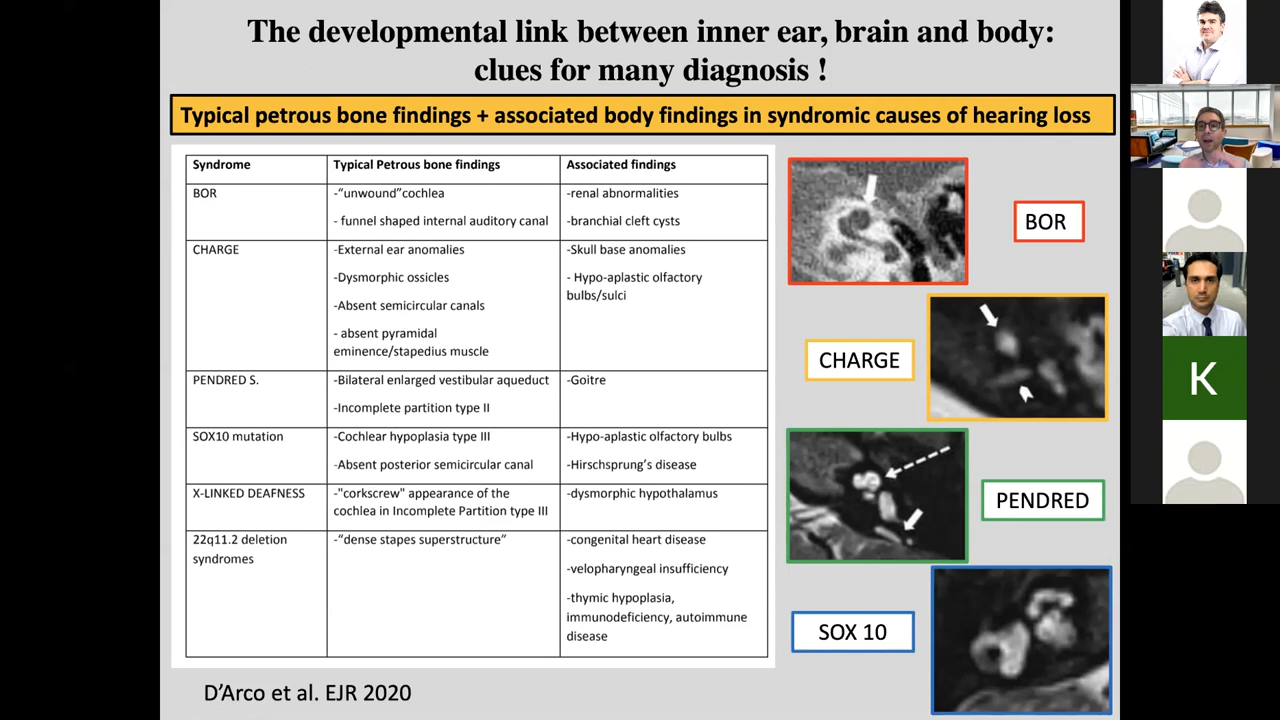 The developmental link between inner ear, brain and body:
clues for many diagnosis !
Typical petrous bone findings + associated body findings in syndromic causes of hearing loss
Syndrome Typical Petrous bone findings Associated findings
BOR -“unwound”cochlea -renal abnormalities
- funnel shaped internal auditory canal -branchial cleft cysts
CHARGE -External ear anomalies -Skull base anomalies
-Dysmorphic ossicles - Hypo-aplastic olfactory
bulbs/sulci
-Absent semicircular canals
- absent pyramidal
eminence/stapedius muscle
PENDRED S. -Bilateral enlarged vestibular aqueduct -Goitre
-Incomplete partition type II
SOX10 mutation -Cochlear hypoplasia type III -Hypo-aplastic olfactory bulbs
-Absent posterior semicircular canal -Hirschsprung’s disease
X-LINKED DEAFNESS -"corkscrew" appearance of the -dysmorphic hypothalamus
cochlea in Incomplete Partition type III
22q11.2 deletion -“dense stapes superstructure” -congenital heart disease
syndromes
-velopharyngeal insufficiency
-thymic hypoplasia,
immunodeficiency, autoimmune
disease
BOR
CHARGE
PENDRED
SOX 10
D’Arco et al. EJR 2020
K